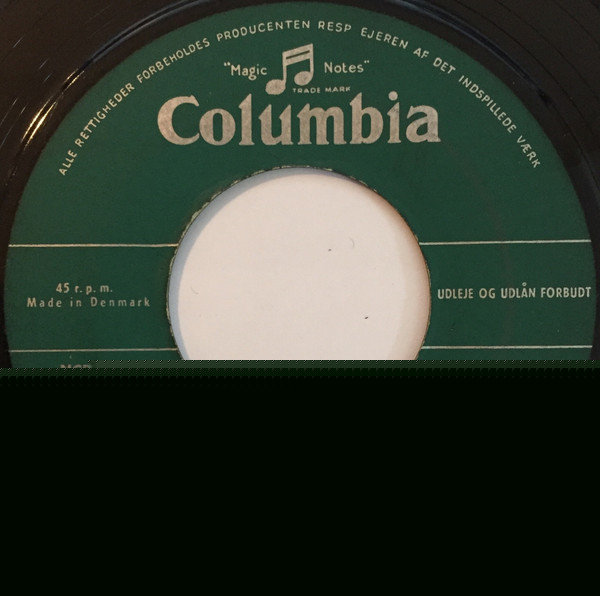 ALLE RETTIGHEDER FORBEHOLDES PRODUCENTEN RESP EJEREN AF DET INDSPILLEDE VÆRK
"Magic Notes"
TRADE MARK
Columbia
45 r.p.m.
Made in Denmark
UDLEJE OG UDLÅN FORBUDT